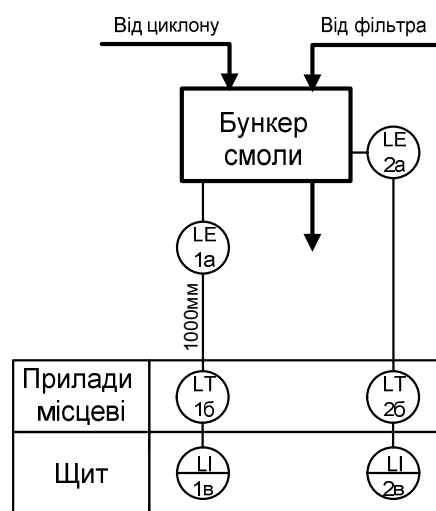 Від циклону
Від фільтра
Бункер
смоли
LE
2а
LE
1а
1000мм
Прилади
місцеві
LT
1б
LT
2б
Щит
LI
1в
LI
2в